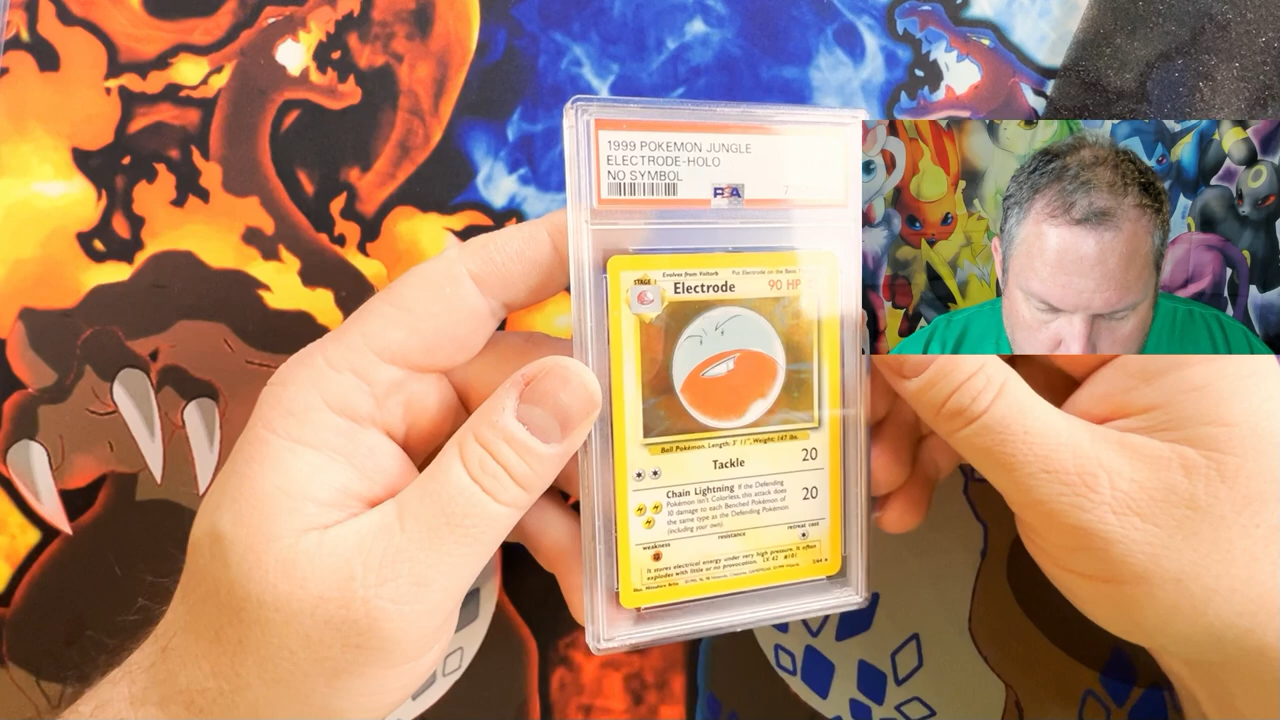 1999 POKEMON JUNGLE
ELECTRODE-HOLO
NO SYMBOL
PSA
7
Evolves from Voltorb Put Electrode on the Basic
STAGE 1
Electrode 90 HP
Ball Pokémon. Length: 3' 11", Weight: 147 lbs.
Tackle 20
Chain Lightning If the Defending
Pokémon isn't Colorless, this attack does
10 damage to each Benched Pokémon of
the same type as the Defending Pokémon
(including your own).
20
weakness resistance retreat cost
It stores electrical energy under very high pressure. It often
explodes with little or no provocation. LV. 42 #101